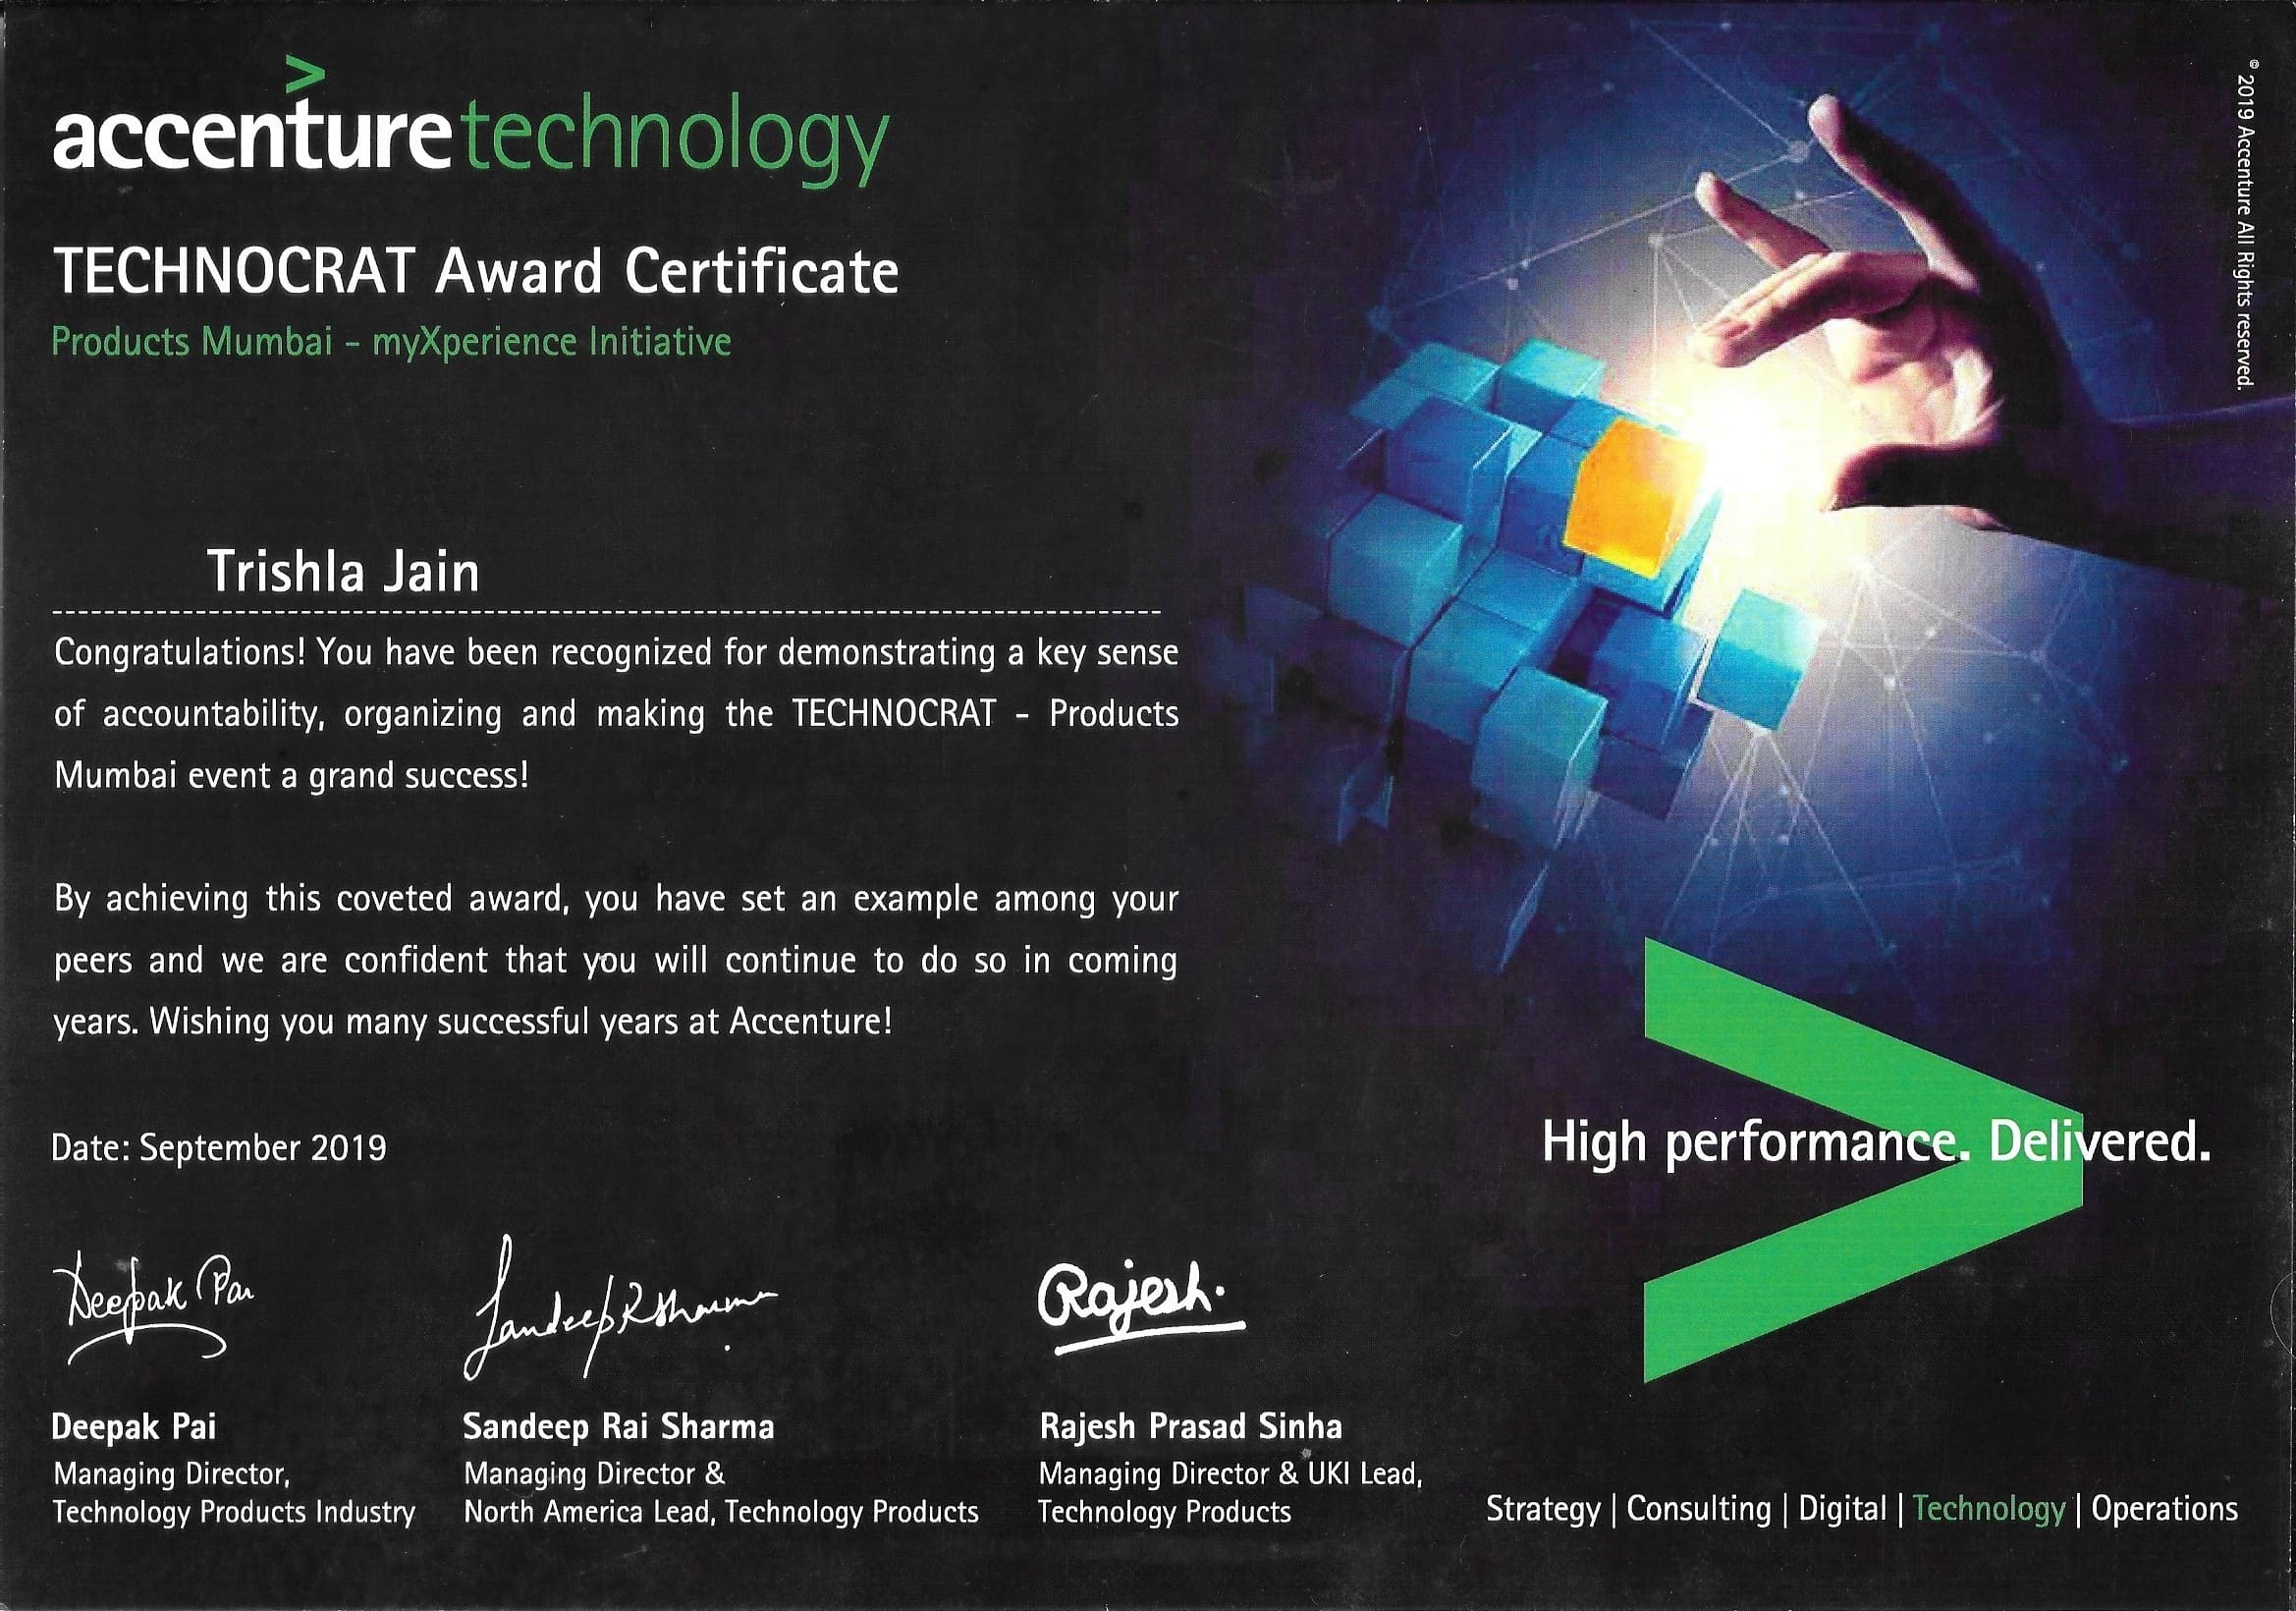 accenturetechnology
TECHNOCRAT Award Certificate
Products Mumbai - myXperience Initiative
Trishla Jain
Congratulations! You have been recognized for demonstrating a key sense
of accountability, organizing and making the TECHNOCRAT - Products
Mumbai event a grand success!
By achieving this coveted award, you have set an example among your
peers and we are confident that you will continue to do so in coming
years. Wishing you many successful years at Accenture!
Date: September 2019
Deepak Pai
Sandeep R Sharma
Rajesh.
Deepak Pai
Managing Director,
Technology Products Industry
Sandeep Rai Sharma
Managing Director &
North America Lead, Technology Products
Rajesh Prasad Sinha
Managing Director & UKI Lead,
Technology Products
© 2019 Accenture All Rights reserved.
High performance. Delivered.
Strategy | Consulting | Digital | Technology | Operations